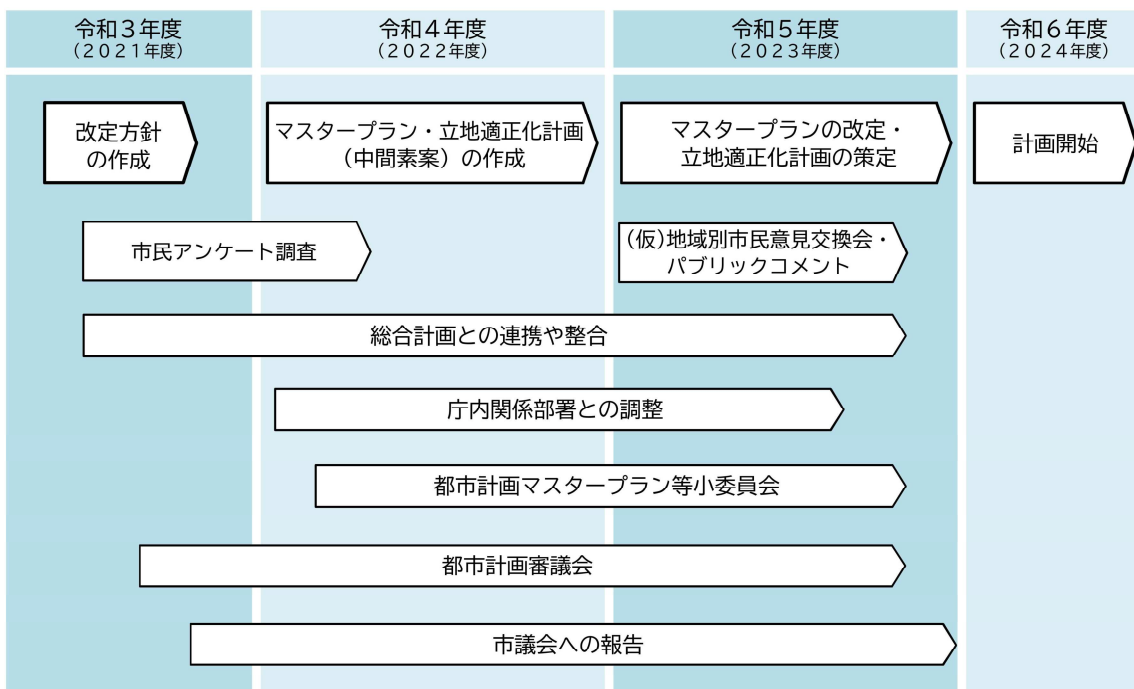 令和３年度
（２０２１年度）
令和４年度
（２０２２年度）
令和５年度
（２０２３年度）
令和６年度
（２０２４年度）
改定方針
の作成
マスタープラン・立地適正化計画
（中間素案）の作成
マスタープランの改定・
立地適正化計画の策定
計画開始
市民アンケート調査
(仮)地域別市民意見交換会・
パブリックコメント
総合計画との連携や整合
庁内関係部署との調整
都市計画マスタープラン等小委員会
都市計画審議会
市議会への報告